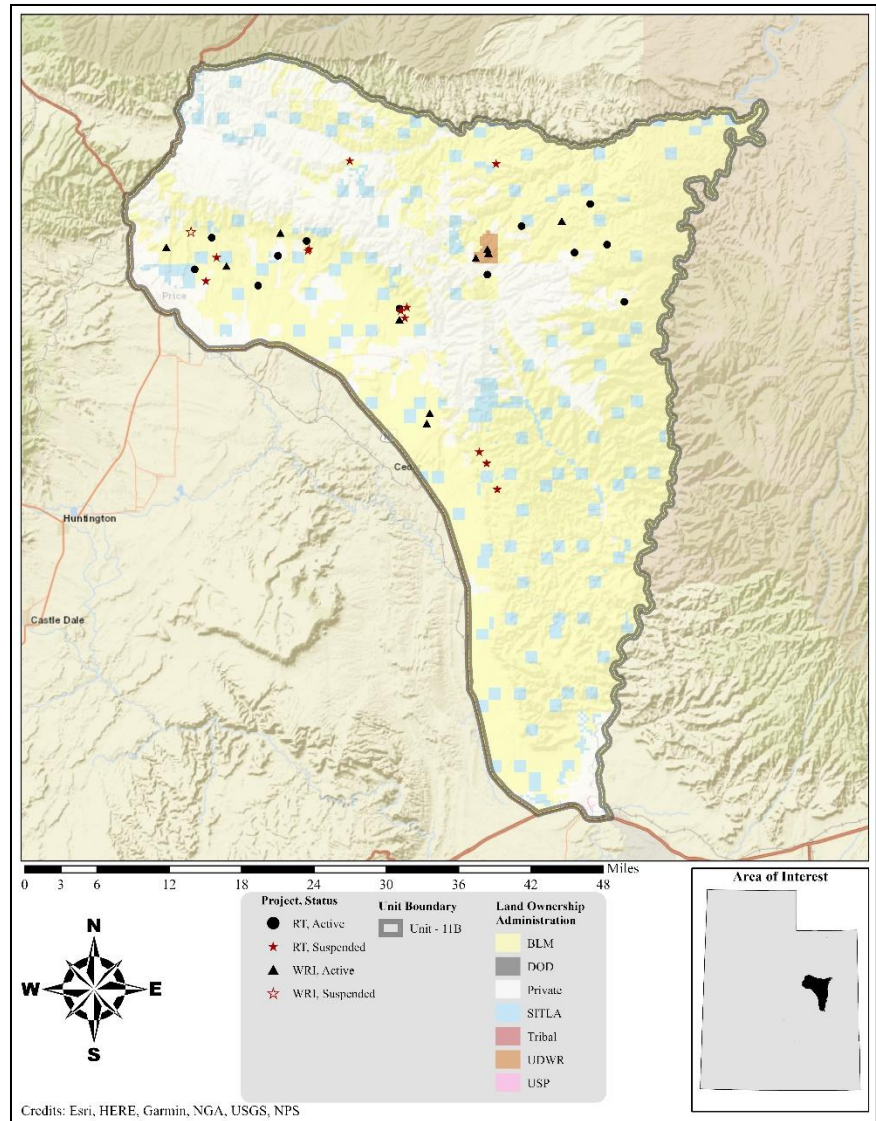 Price
Ced
Huntington
Castle Dale
Miles
0 3 6 12 18 24 30 36 42 48
Project, Status
RT, Active
RT, Suspended
WRI, Active
WRI, Suspended
Unit Boundary
Unit - 11B
Land Ownership
Administration
BLM
DOD
Private
SITLA
Tribal
UDWR
USP
Area of Interest
N
W E
S
Credits: Esri, HERE, Garmin, NGA, USGS, NPS